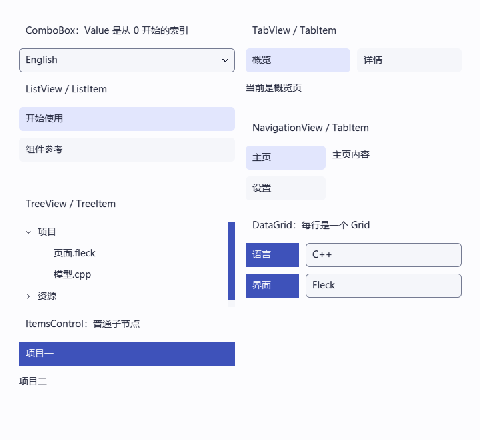 ComboBox：Value 是从 0 开始的索引
English
ListView / ListItem
开始使用
组件参考
TreeView / TreeItem
项目
页面.fleck
模型.cpp
资源
ItemsControl：普通子节点
项目一
项目二
TabView / TabItem
概览
详情
当前是概览页
NavigationView / TabItem
主页
主页内容
设置
DataGrid：每行是一个 Grid
语言
C++
界面
Fleck